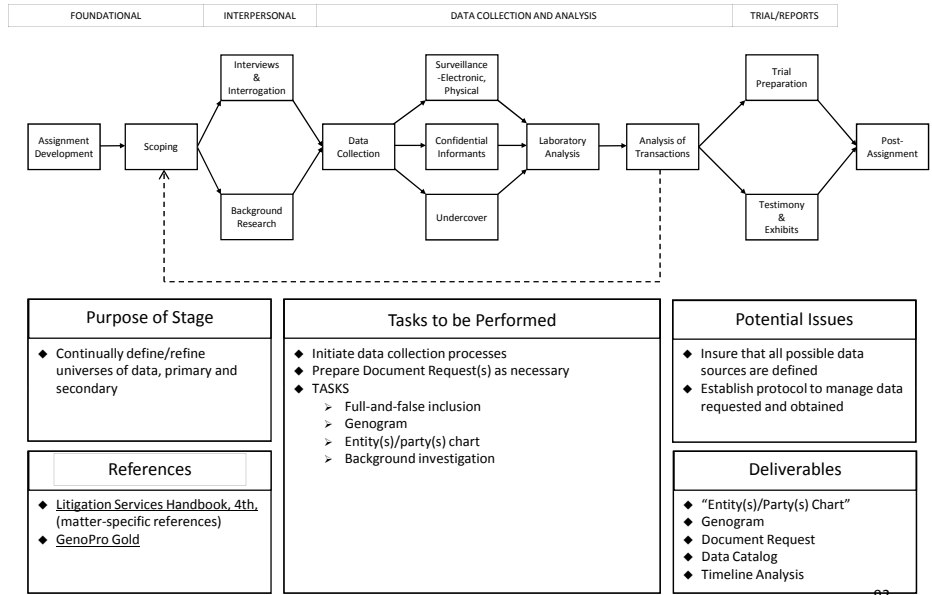 FOUNDATIONAL
INTERPERSONAL
DATA COLLECTION AND ANALYSIS
TRIAL/REPORTS
Interviews
&
Interrogation
Surveillance
-Electronic,
Physical
Trial
Preparation
Assignment
Development
Scoping
Data
Collection
Confidential
Informants
Laboratory
Analysis
Analysis of
Transactions
Post-
Assignment
Background
Research
Undercover
Testimony
&
Exhibits
Purpose of Stage
◆ Continually define/refine
universes of data, primary and
secondary
Tasks to be Performed
◆ Initiate data collection processes
◆ Prepare Document Request(s) as necessary
◆ TASKS
➢ Full-and-false inclusion
➢ Genogram
➢ Entity(s)/party(s) chart
➢ Background investigation
Potential Issues
◆ Insure that all possible data
sources are defined
◆ Establish protocol to manage data
requested and obtained
References
◆ Litigation Services Handbook, 4th,
(matter-specific references)
◆ GenoPro Gold
Deliverables
◆ “Entity(s)/Party(s) Chart”
◆ Genogram
◆ Document Request
◆ Data Catalog
◆ Timeline Analysis